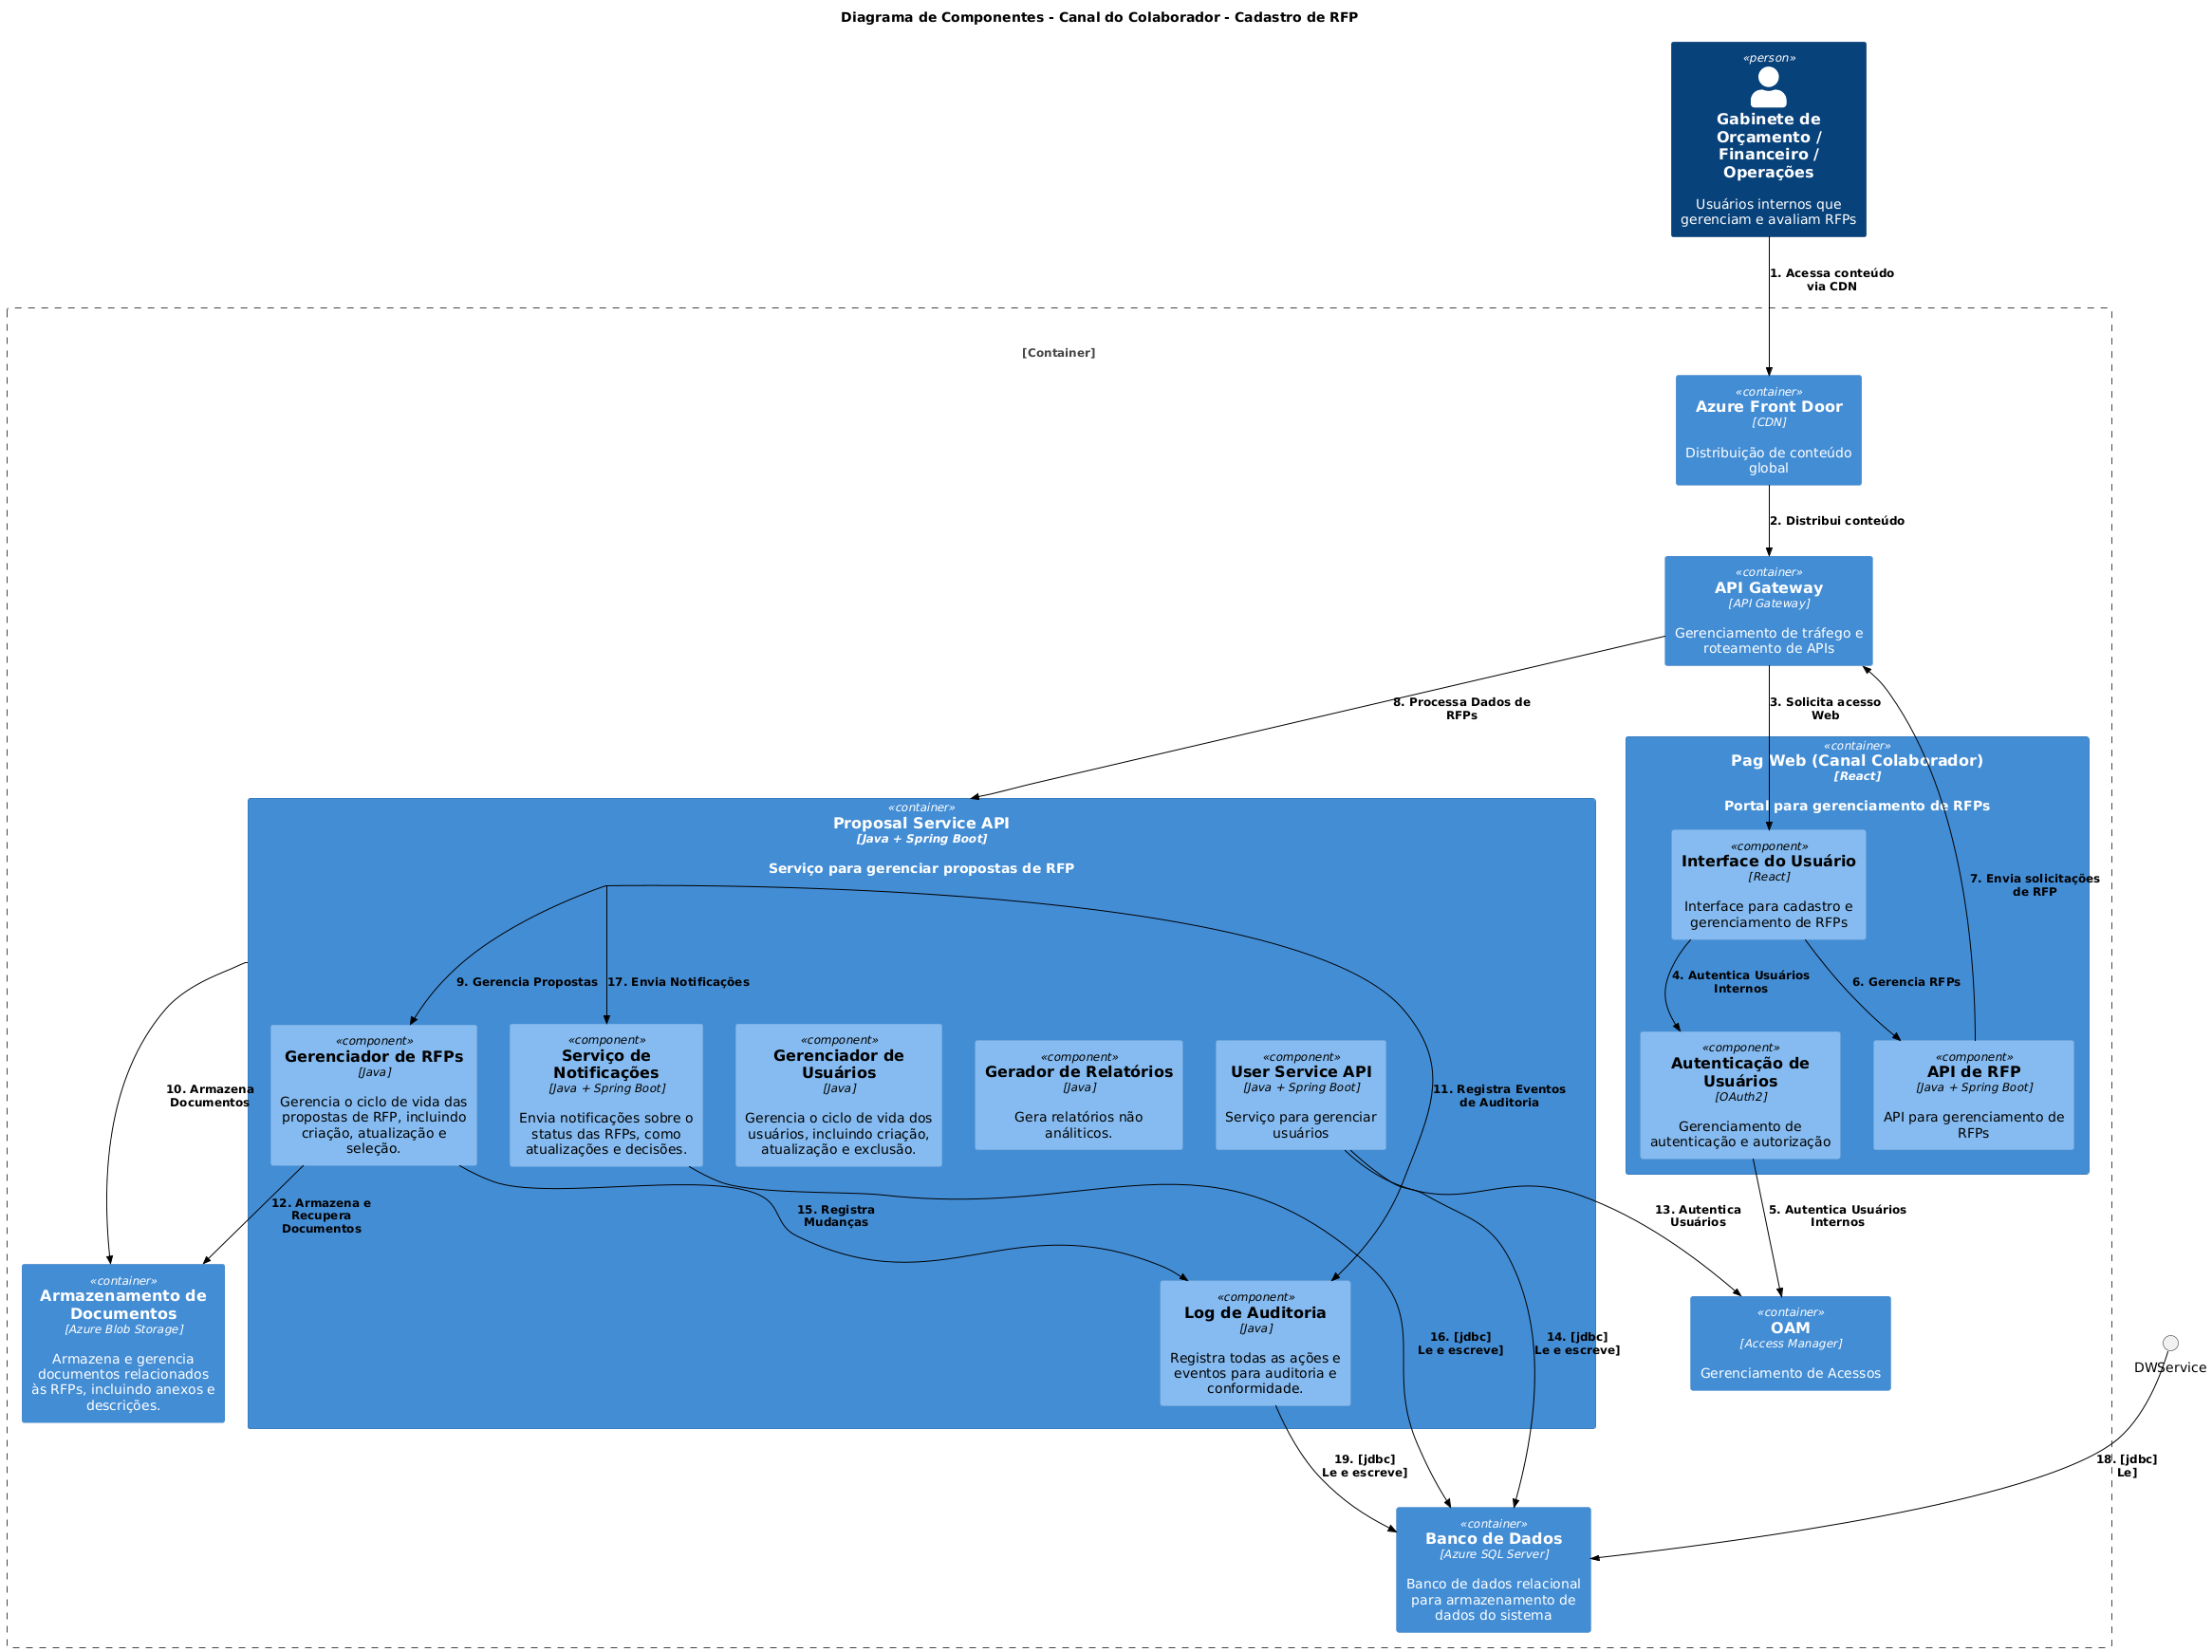 Diagrama de Componentes - Canal do Colaborador - Cadastro de RFP
«person»
Gabinete de
Orçamento /
Financeiro /
Operações
Usuários internos que
gerenciam e avaliam RFPs
1. Acessa conteúdo
via CDN
[Container]
«container»
Azure Front Door
[CDN]
Distribuição de conteúdo
global
2. Distribui conteúdo
«container»
API Gateway
[API Gateway]
Gerenciamento de tráfego e
roteamento de APIs
8. Processa Dados de
RFPs
3. Solicita acesso
Web
«container»
Pag Web (Canal Colaborador)
[React]
Portal para gerenciamento de RFPs
«component»
Interface do Usuário
[React]
Interface para cadastro e
gerenciamento de RFPs
7. Envia solicitações
de RFP
4. Autentica Usuários
Internos
6. Gerencia RFPs
«component»
Autenticação de
Usuários
[OAuth2]
Gerenciamento de
autenticação e autorização
«component»
API de RFP
[Java + Spring Boot]
API para gerenciamento de
RFPs
«container»
Proposal Service API
[Java + Spring Boot]
Serviço para gerenciar propostas de RFP
9. Gerencia Propostas
17. Envia Notificações
10. Armazena
Documentos
«component»
Gerenciador de RFPs
[Java]
Gerencia o ciclo de vida das
propostas de RFP, incluindo
criação, atualização e
seleção.
«component»
Serviço de
Notificações
[Java + Spring Boot]
Envia notificações sobre o
status das RFPs, como
atualizações e decisões.
«component»
Gerenciador de
Usuários
[Java]
Gerencia o ciclo de vida dos
usuários, incluindo criação,
atualização e exclusão.
«component»
Gerador de Relatórios
[Java]
Gera relatórios não
análiticos.
«component»
User Service API
[Java + Spring Boot]
Serviço para gerenciar
usuários
11. Registra Eventos
de Auditoria
12. Armazena e
Recupera
Documentos
15. Registra
Mudanças
13. Autentica
Usuários
5. Autentica Usuários
Internos
«container»
Armazenamento de
Documentos
[Azure Blob Storage]
Armazena e gerencia
documentos relacionados
às RFPs, incluindo anexos e
descrições.
«component»
Log de Auditoria
[Java]
Registra todas as ações e
eventos para auditoria e
conformidade.
16. [jdbc]
Le e escreve]
14. [jdbc]
Le e escreve]
«container»
OAM
[Access Manager]
Gerenciamento de Acessos
DWService
19. [jdbc]
Le e escreve]
18. [jdbc]
Le]
«container»
Banco de Dados
[Azure SQL Server]
Banco de dados relacional
para armazenamento de
dados do sistema